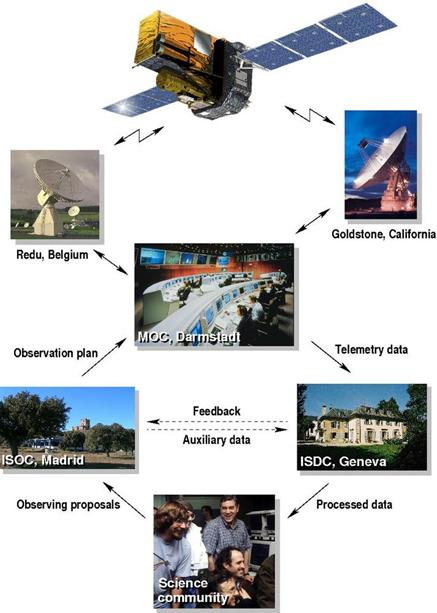 Redu, Belgium
Goldstone, California
MOC, Darmstadt
Observation plan
Telemetry data
Feedback
Auxiliary data
ISOC, Madrid
ISDC, Geneva
Observing proposals
Processed data
Science
community